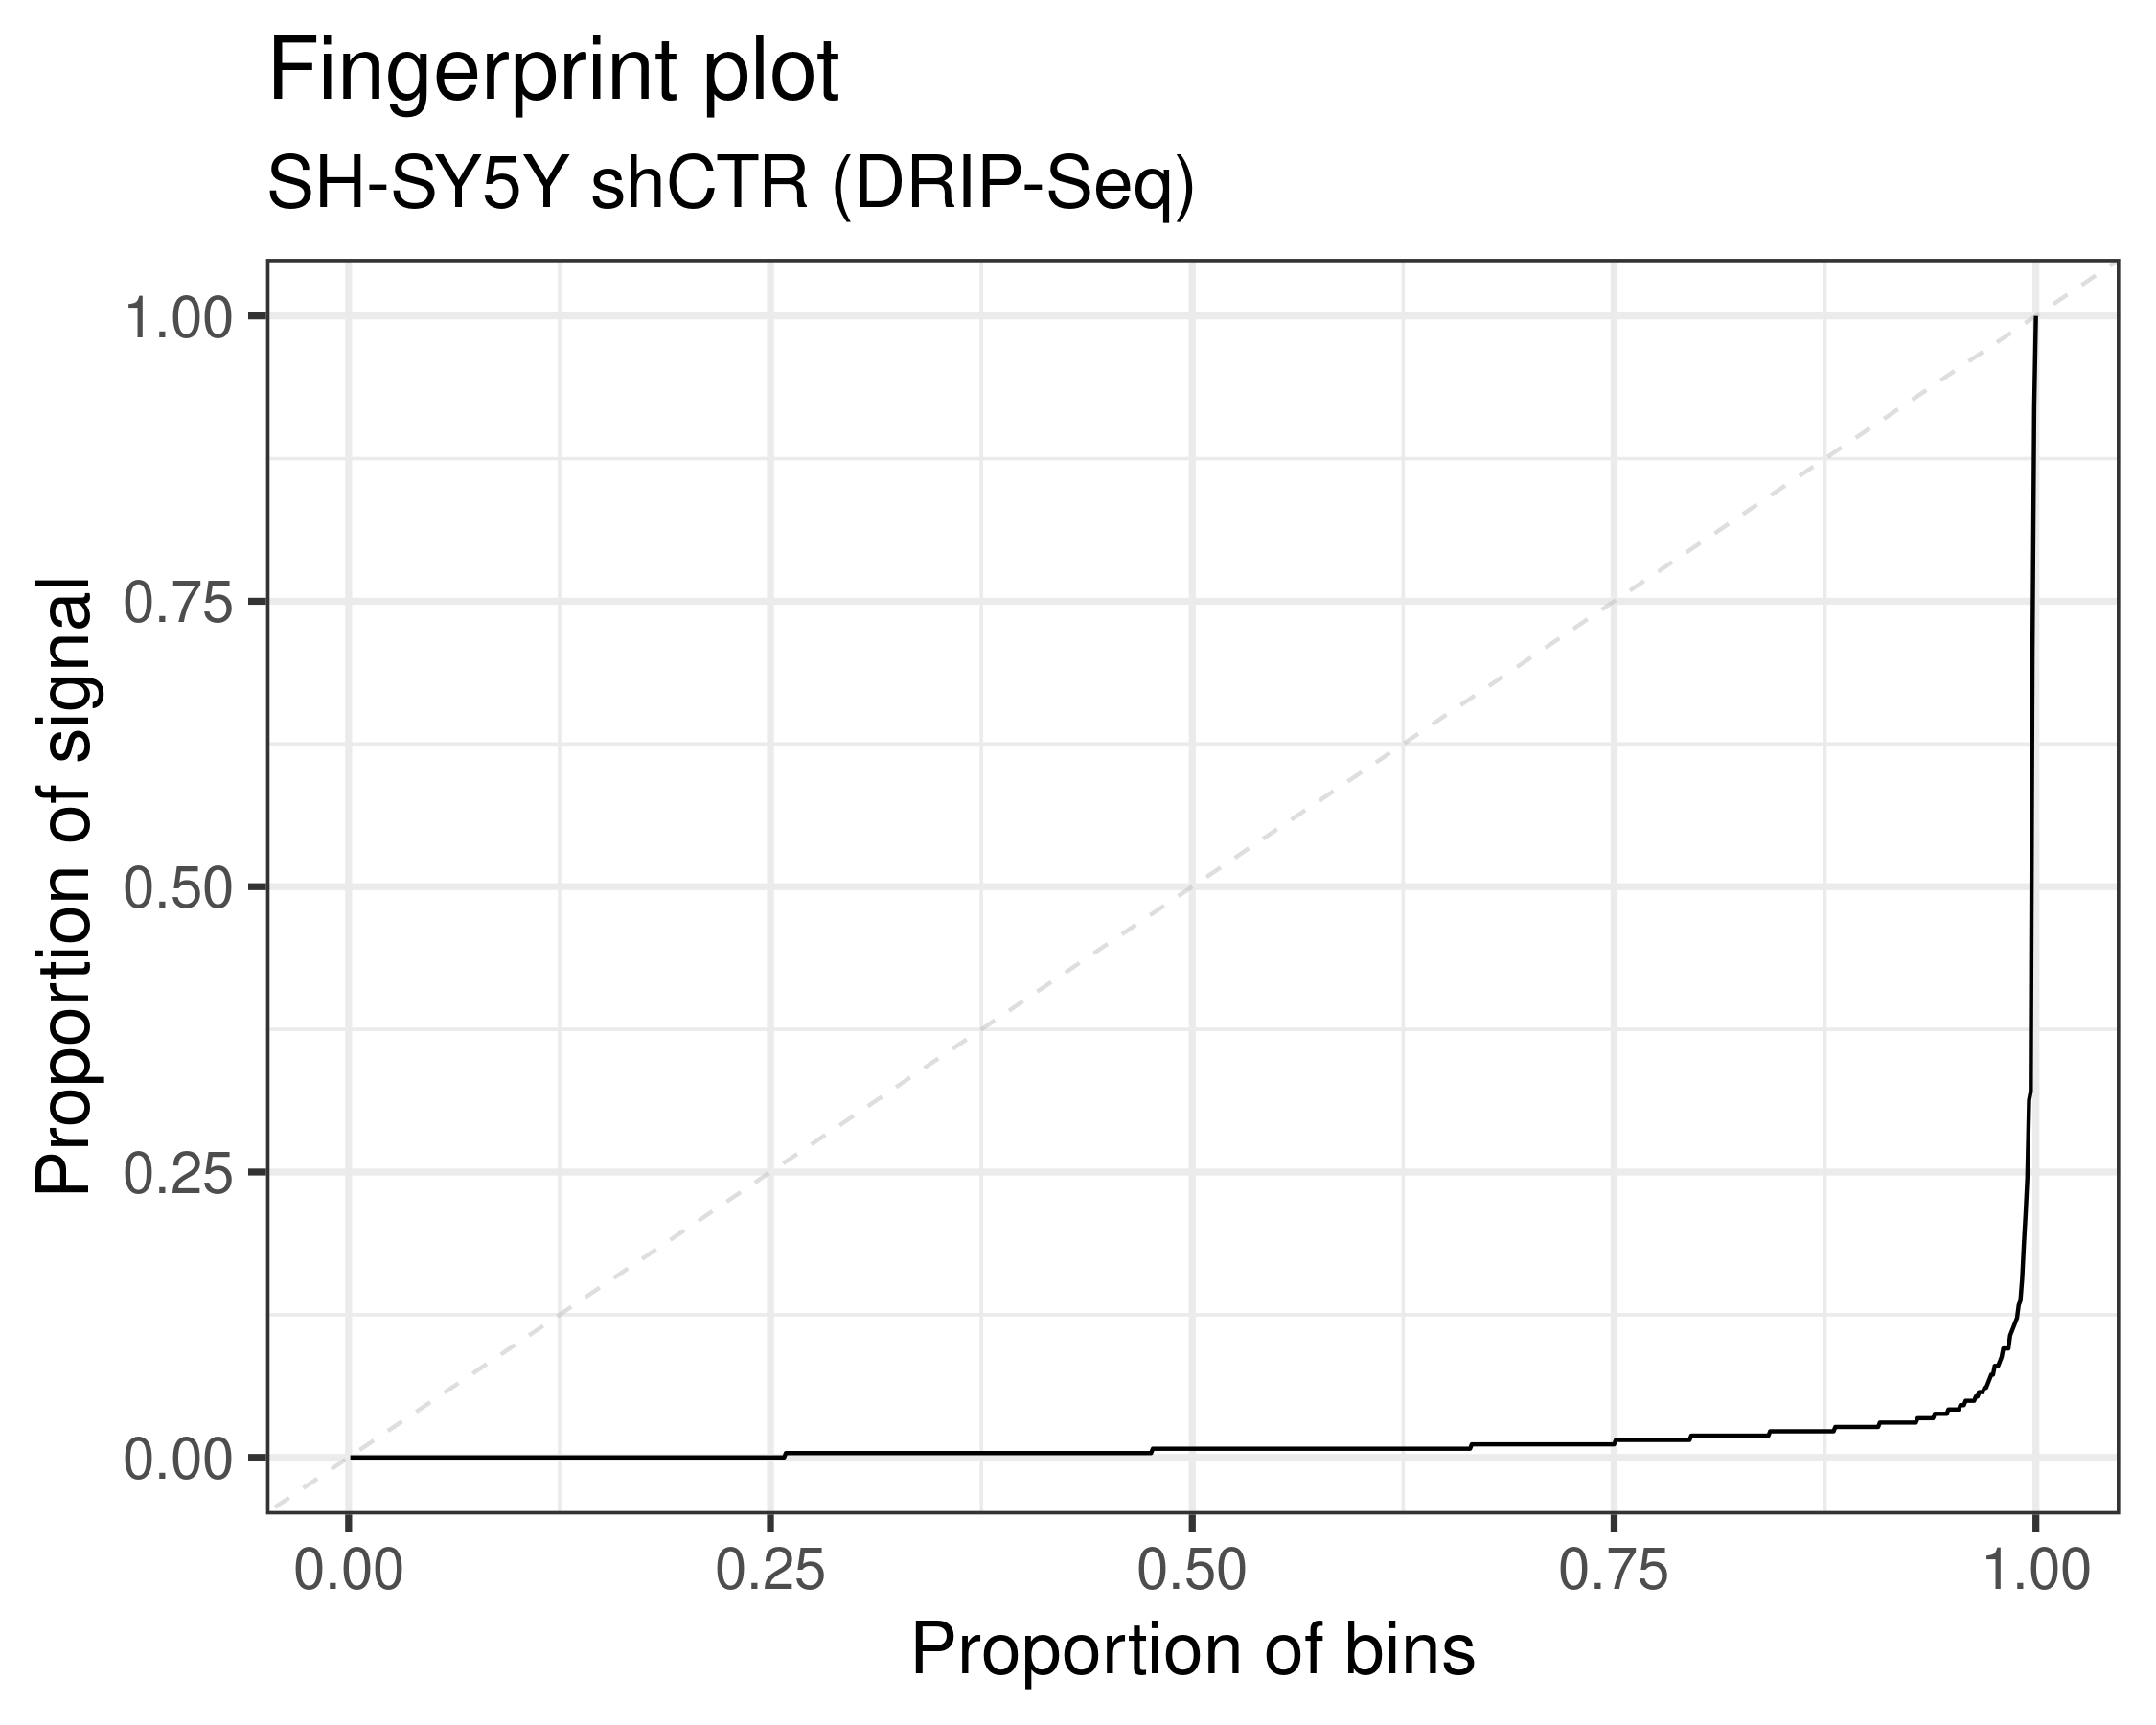 Fingerprint plot
SH-SY5Y shCTR (DRIP-Seq)
Proportion of signal
1.00
0.75
0.50
0.25
0.00
0.00 0.25 0.50 0.75 1.00
Proportion of bins